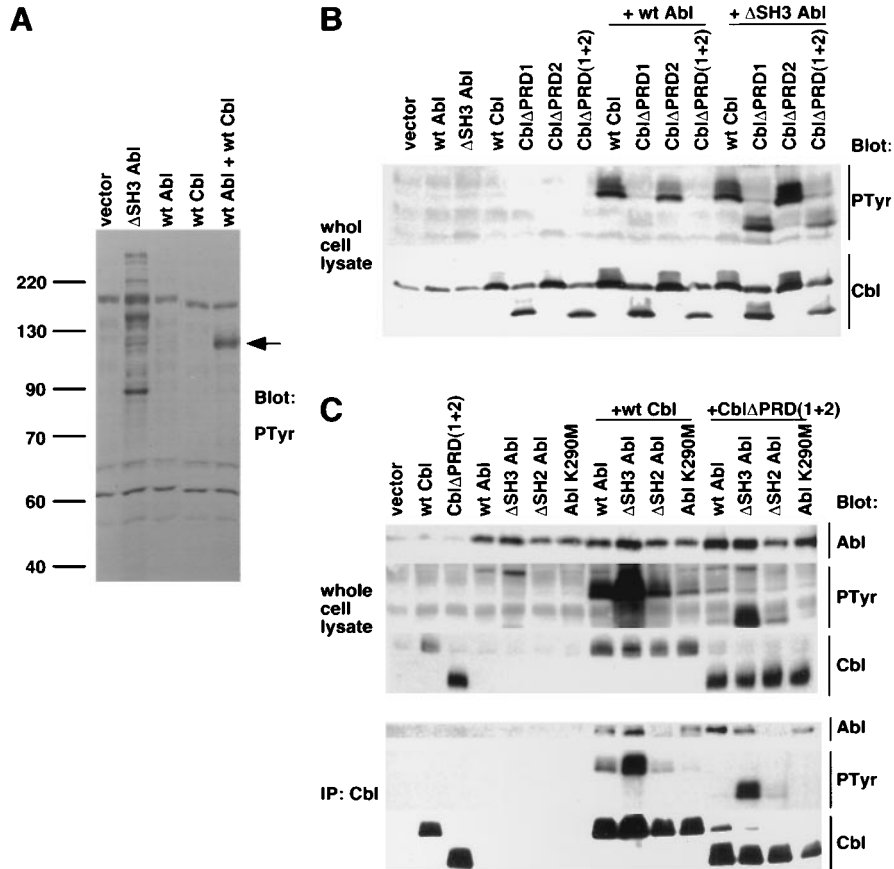 A
vector
ΔSH3 Abl
wt Abl
wt Cbl
wt Abl + wt Cbl
220
130
90
70
60
40
Blot:
PTyr
B
+ wt Abl
+ ΔSH3 Abl
vector
wt Abl
ΔSH3 Abl
wt Cbl
CblΔPRD1
CblΔPRD2
CblΔPRD(1+2)
wt Cbl
CblΔPRD1
CblΔPRD2
CblΔPRD(1+2)
wt Cbl
CblΔPRD1
CblΔPRD2
CblΔPRD(1+2)
Blot:
whole
cell
lysate
PTyr
Cbl
C
+wt Cbl
+CblΔPRD(1+2)
vector
wt Cbl
CblΔPRD(1+2)
wt Abl
ΔSH3 Abl
ΔSH2 Abl
Abl K290M
wt Abl
ΔSH3 Abl
ΔSH2 Abl
Abl K290M
wt Abl
ΔSH3 Abl
ΔSH2 Abl
Abl K290M
Blot:
whole
cell
lysate
Abl
PTyr
Cbl
IP: Cbl
Abl
PTyr
Cbl